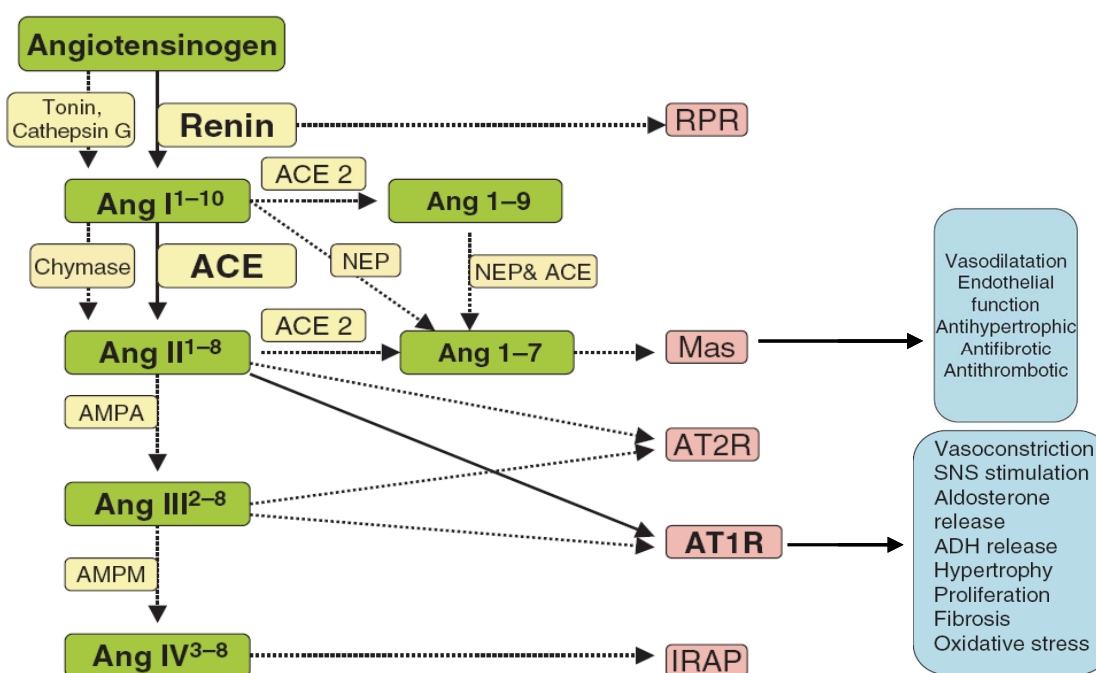 Angiotensinogen
Tonin,
Cathepsin G
Renin
RPR
ACE 2
Ang I¹⁻¹⁰
Ang 1–9
Chymase
ACE
NEP
NEP& ACE
ACE 2
Ang II¹⁻⁸
Ang 1–7
Mas
Vasodilatation
Endothelial
function
Antihypertrophic
Antifibrotic
Antithrombotic
AMPA
AT2R
Ang III²⁻⁸
AT1R
Vasoconstriction
SNS stimulation
Aldosterone
release
ADH release
Hypertrophy
Proliferation
Fibrosis
Oxidative stress
AMPM
Ang IV³⁻⁸
IRAP